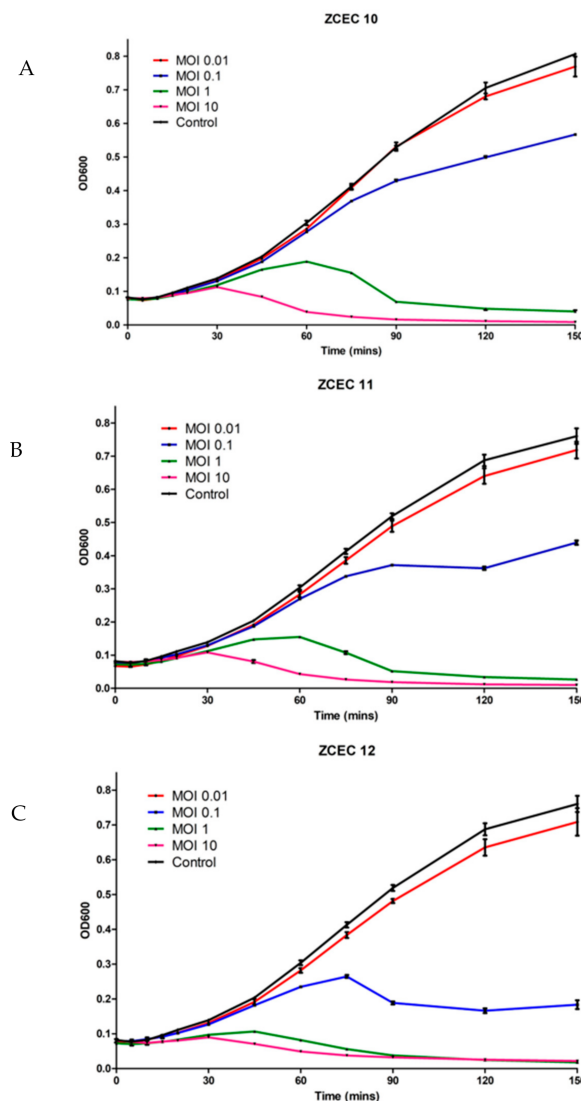 A
ZCEC 10
MOI 0.01
MOI 0.1
MOI 1
MOI 10
Control
OD600
0.8
0.7
0.6
0.5
0.4
0.3
0.2
0.1
0.0
0 30 60 90 120 150
Time (mins)
B
ZCEC 11
MOI 0.01
MOI 0.1
MOI 1
MOI 10
Control
OD600
0.8
0.7
0.6
0.5
0.4
0.3
0.2
0.1
0.0
0 30 60 90 120 150
Time (mins)
C
ZCEC 12
MOI 0.01
MOI 0.1
MOI 1
MOI 10
Control
OD600
0.8
0.7
0.6
0.5
0.4
0.3
0.2
0.1
0.0
0 30 60 90 120 150
Time (mins)